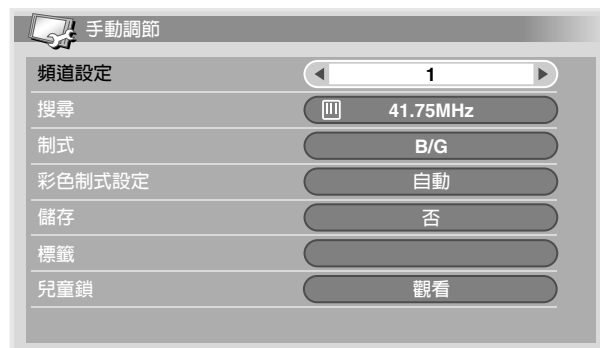 手動調節
頻道設定 1
搜尋 41.75MHz
制式 B/G
彩色制式設定 自動
儲存 否
標籤
兒童鎖 觀看